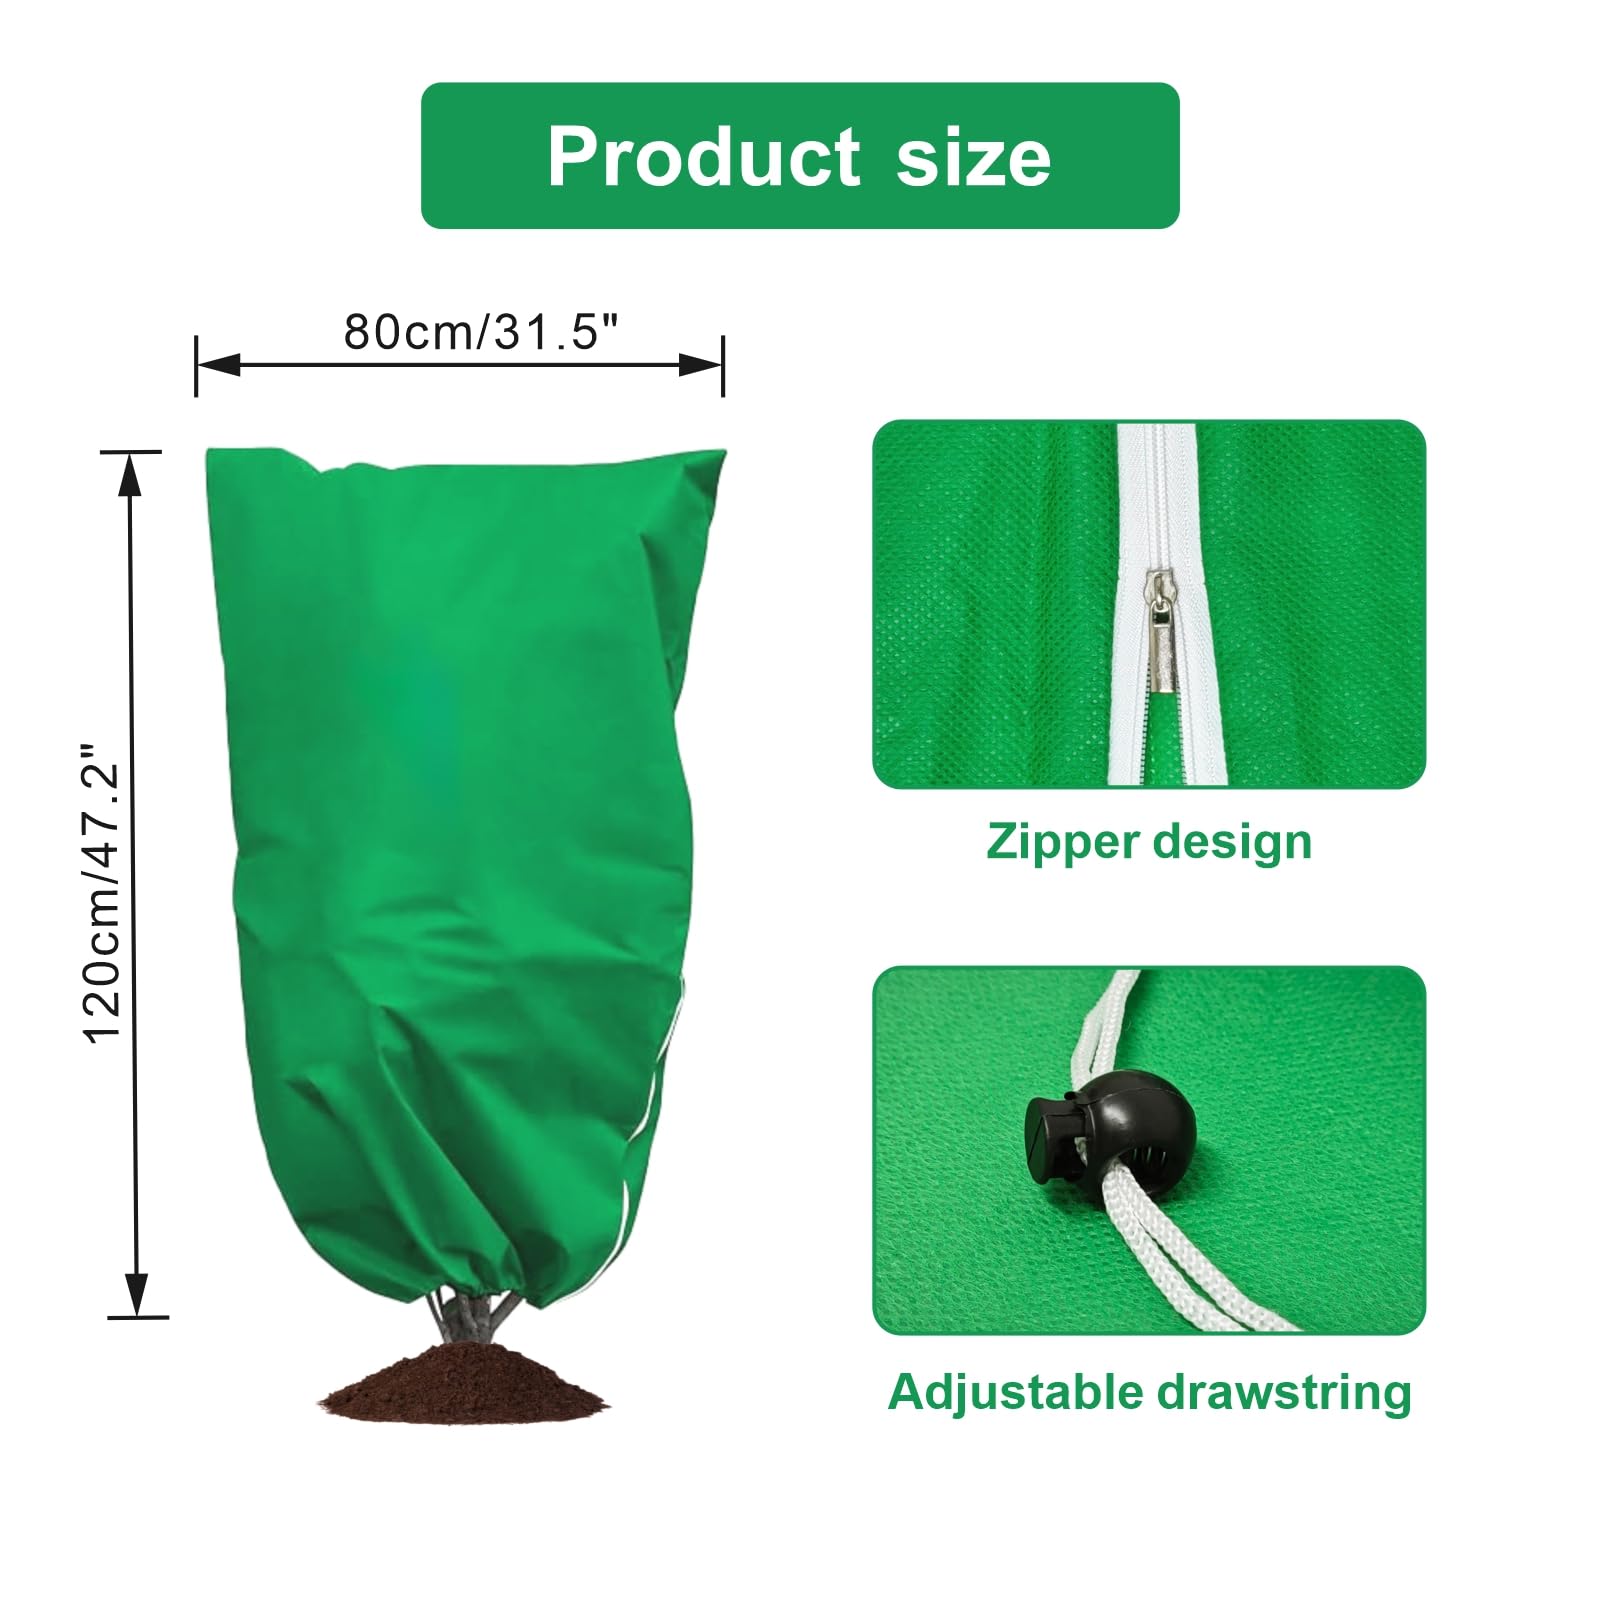 Product size
80cm/31.5"
120cm/47.2"
Zipper design
Adjustable drawstring